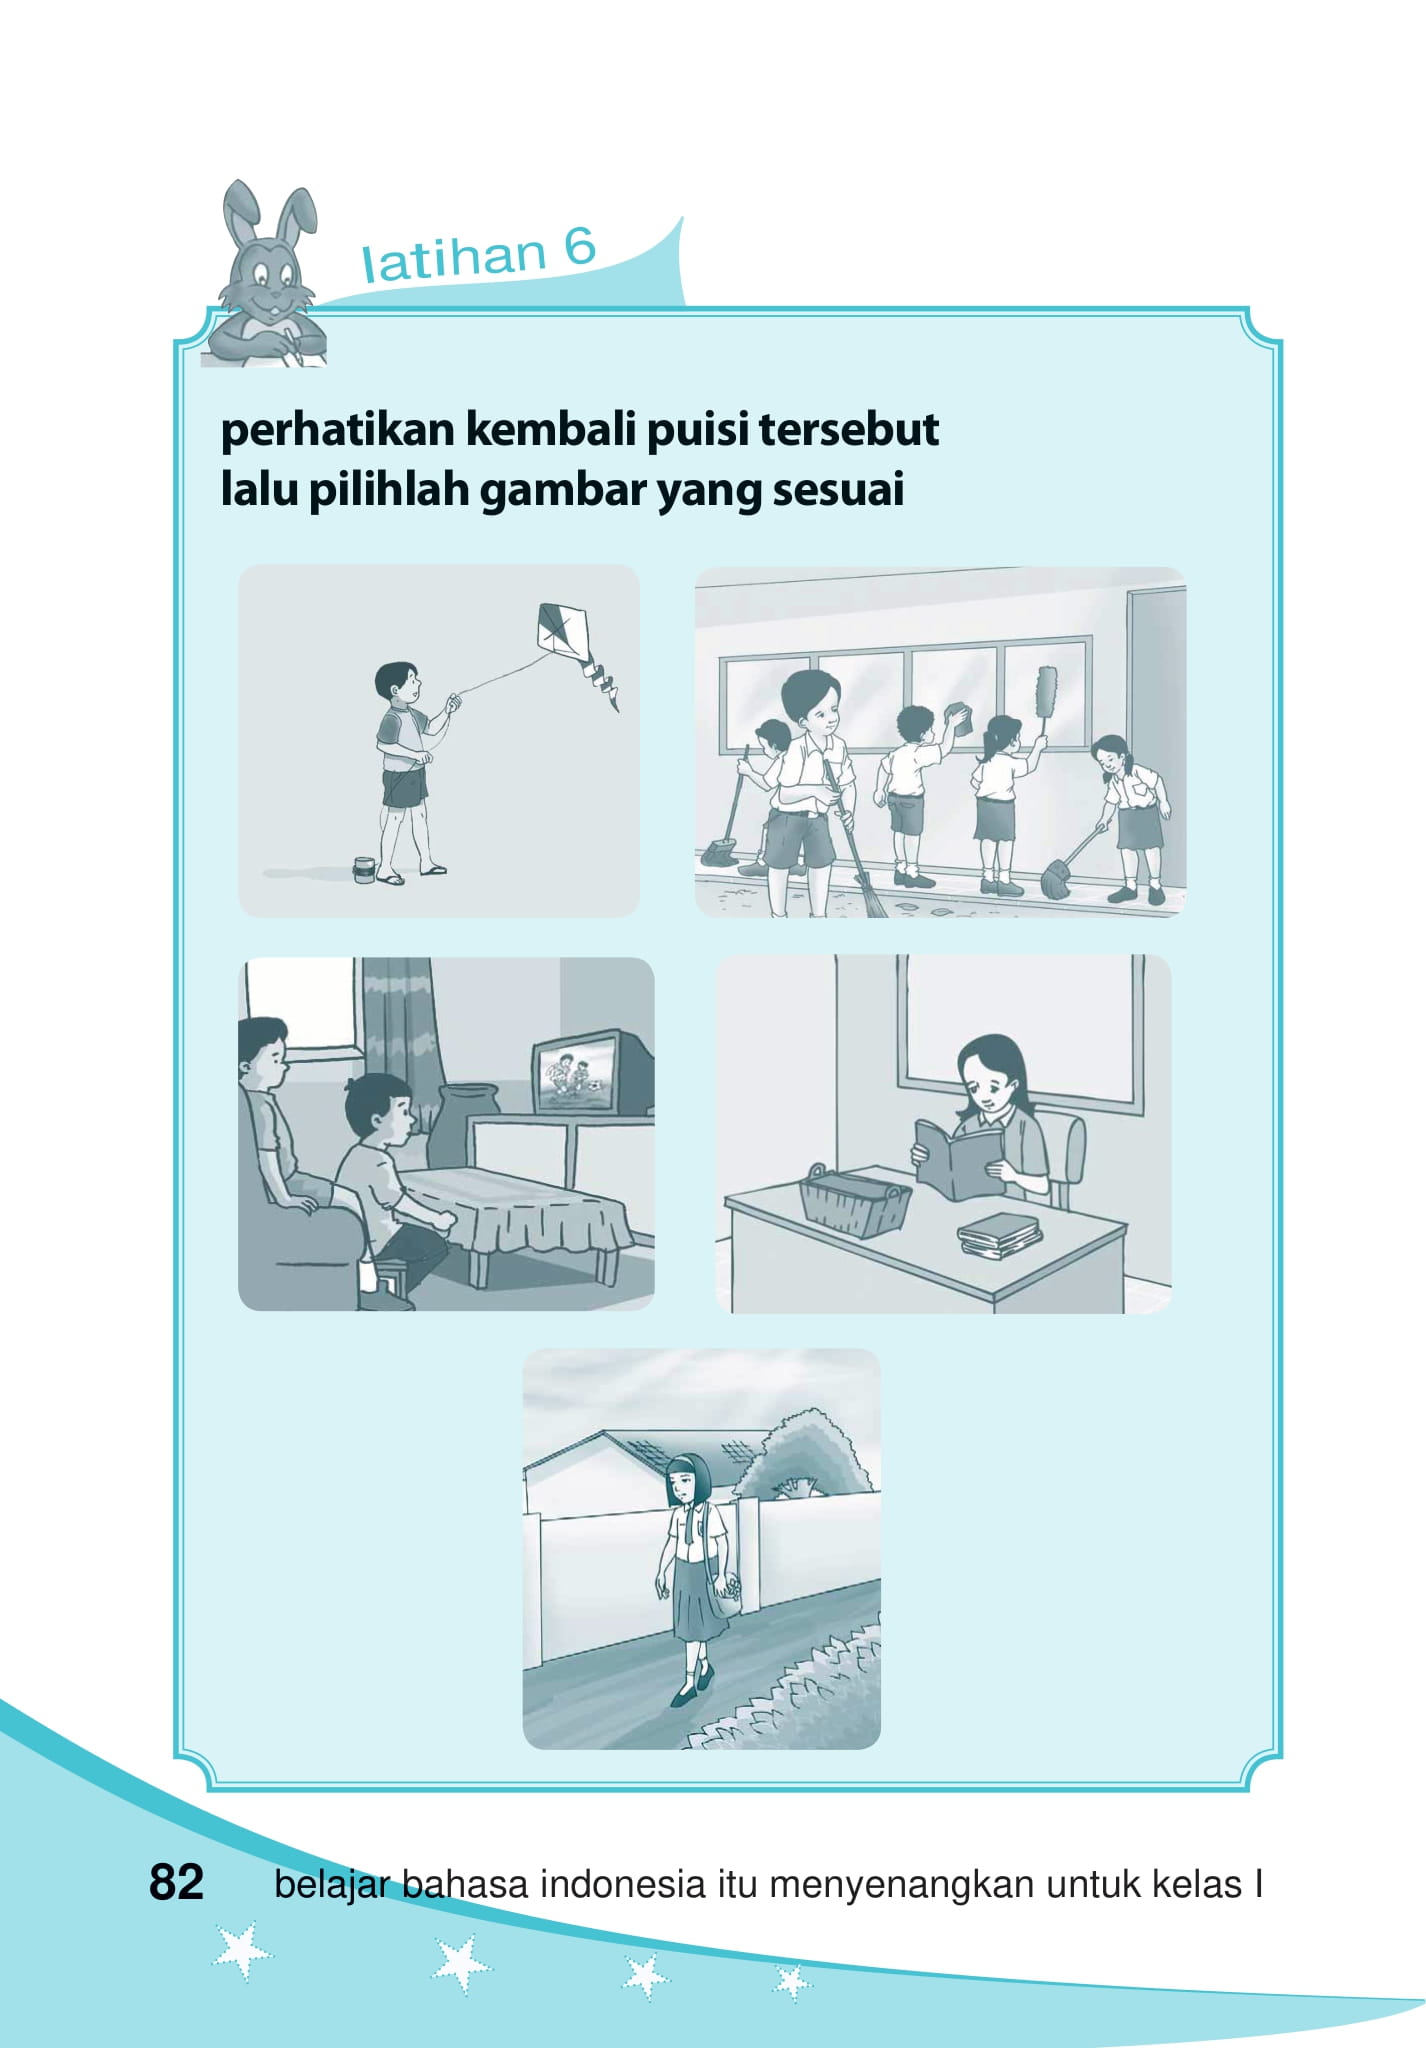 latihan 6
perhatikan kembali puisi tersebut
lalu pilihlah gambar yang sesuai
82 belajar bahasa indonesia itu menyenangkan untuk kelas I